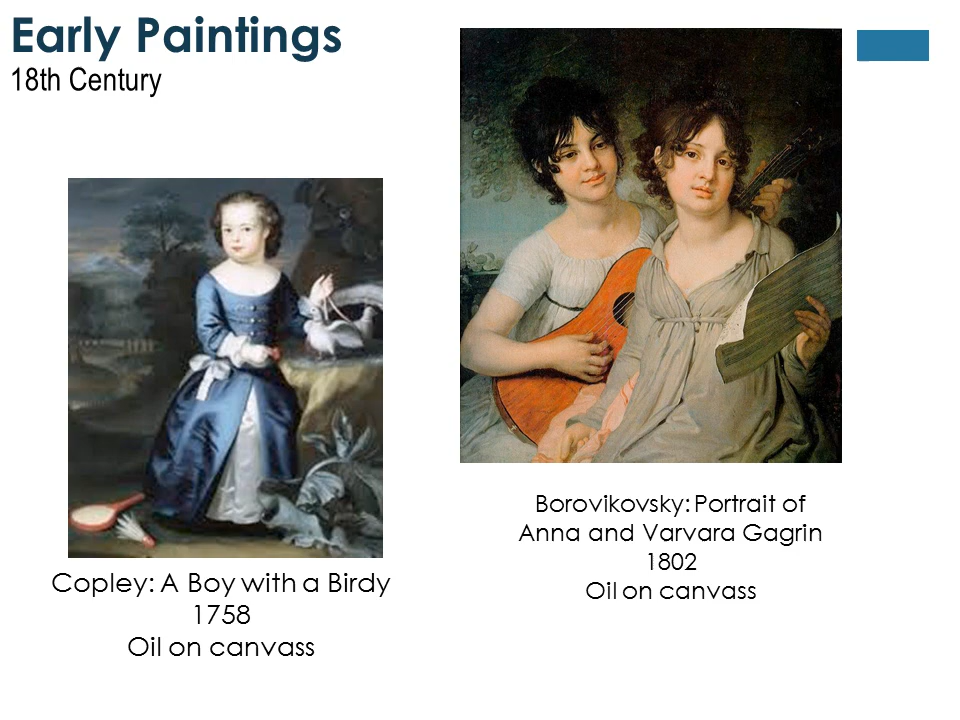 Early Paintings
18th Century
Copley: A Boy with a Birdy
1758
Oil on canvass
Borovikovsky: Portrait of
Anna and Varvara Gagrin
1802
Oil on canvass